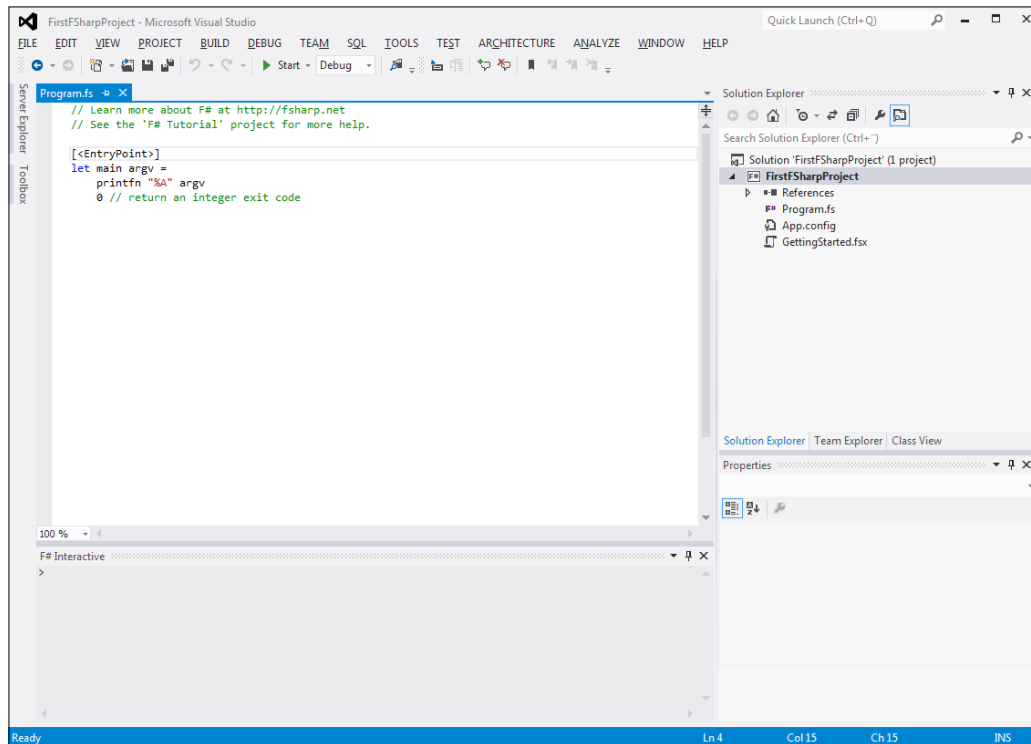 FirstFSharpProject - Microsoft Visual Studio
Quick Launch (Ctrl+Q)
FILE EDIT VIEW PROJECT BUILD DEBUG TEAM SQL TOOLS TEST ARCHITECTURE ANALYZE WINDOW HELP
Start Debug
Server Explorer
Toolbox
Program.fs
// Learn more about F# at http://fsharp.net
// See the 'F# Tutorial' project for more help.
[<EntryPoint>]
let main argv =
printfn "%A" argv
0 // return an integer exit code
100 %
F# Interactive
>
Solution Explorer
Search Solution Explorer (Ctrl+¨)
Solution 'FirstFSharpProject' (1 project)
FirstFSharpProject
References
Program.fs
App.config
GettingStarted.fsx
Solution Explorer Team Explorer Class View
Properties
Ready Ln 4 Col 15 Ch 15 INS